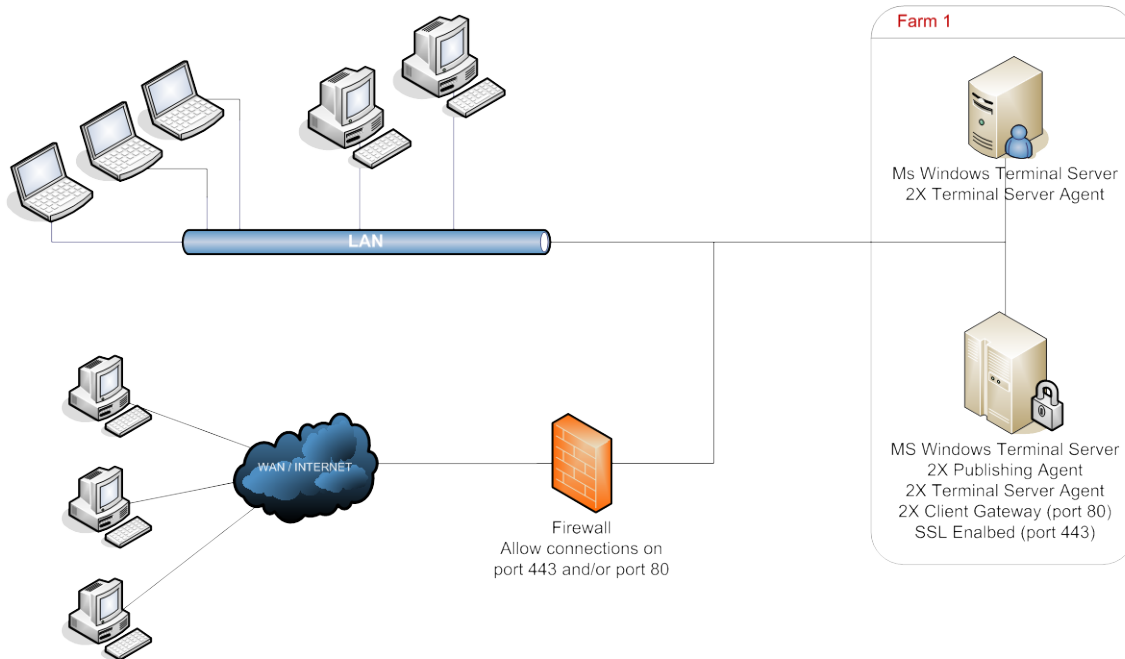 Farm 1
Ms Windows Terminal Server
2X Terminal Server Agent
LAN
WAN / INTERNET
Firewall
Allow connections on
port 443 and/or port 80
MS Windows Terminal Server
2X Publishing Agent
2X Terminal Server Agent
2X Client Gateway (port 80)
SSL Enalbed (port 443)